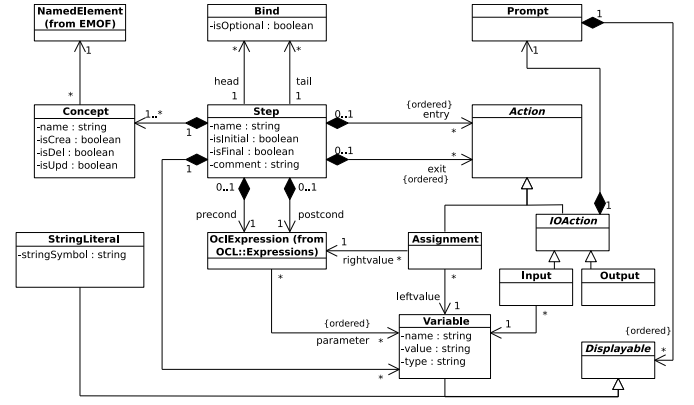 NamedElement
(from EMOF)
Bind
-isOptional : boolean
Prompt
1
1
*
*
1
head
tail
*
1
1
{ordered}
Concept
-name : string
-isCrea : boolean
-isDel : boolean
-isUpd : boolean
1..*
1
Step
-name : string
-isInitial : boolean
-isFinal : boolean
-comment : string
0..1
entry
*
Action
0..1
*
exit
{ordered}
1
0..1
0..1
precond
postcond
1
1
1
IOAction
StringLiteral
-stringSymbol : string
OclExpression (from
OCL::Expressions)
1
rightvalue
*
Assignment
Input
Output
*
*
leftvalue
1
*
{ordered}
parameter
*
Variable
-name : string
-value : string
-type : string
1
{ordered}
*
Displayable
*